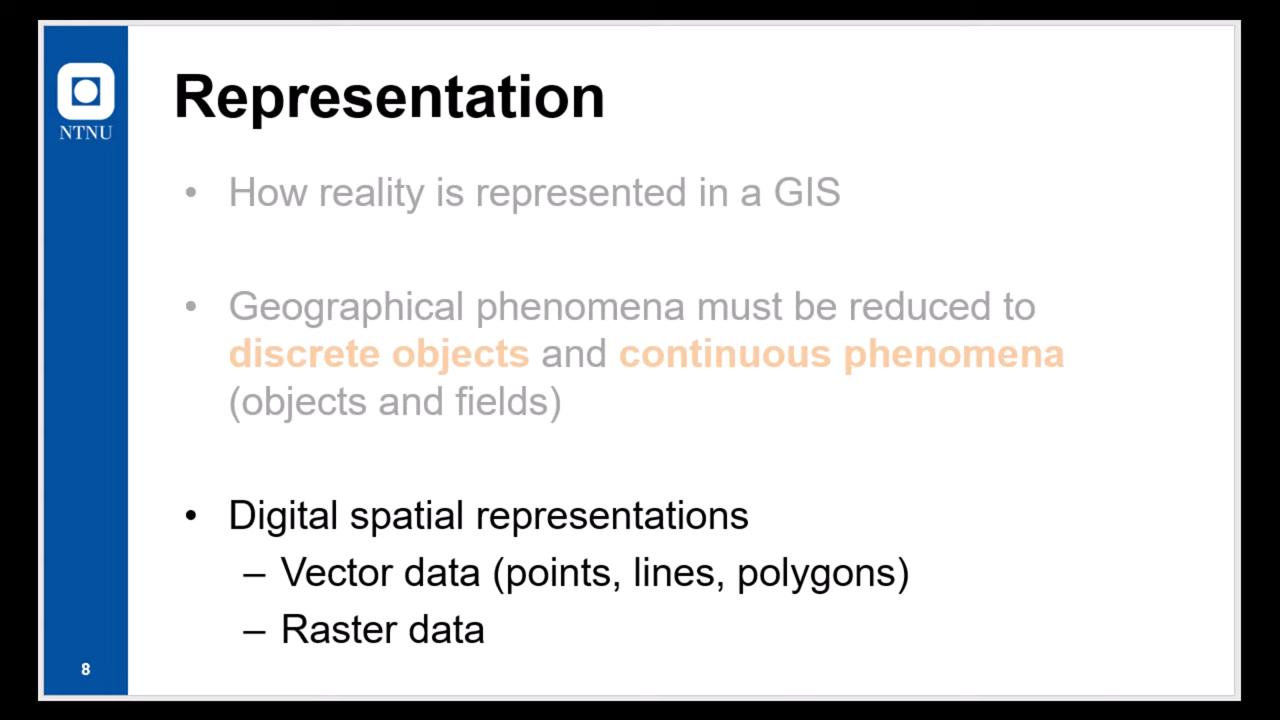 NTNU
Representation
• How reality is represented in a GIS
• Geographical phenomena must be reduced to
discrete objects and continuous phenomena
(objects and fields)
• Digital spatial representations
– Vector data (points, lines, polygons)
– Raster data
8